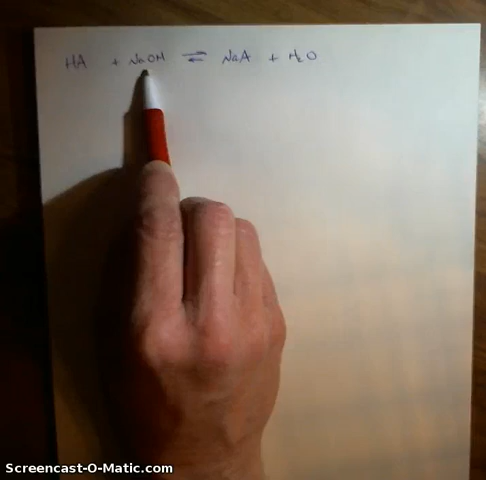 HA + NaOH ⇌ NaA + H₂O
Screencast-O-Matic.com